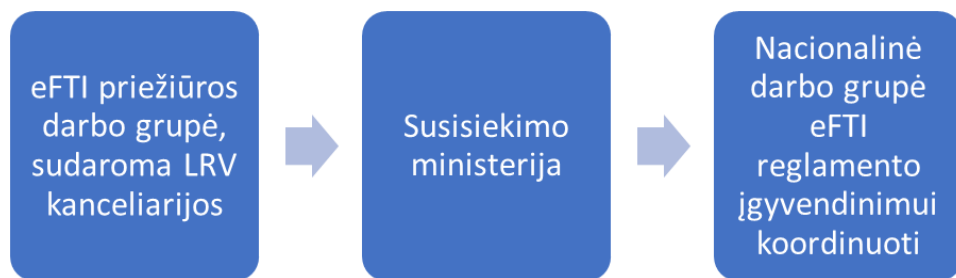 eFTI priežiūros
darbo grupė,
sudaroma LRV
kanceliarijos
Susisiekimo
ministerija
Nacionalinė
darbo grupė
eFTI
reglamento
įgyvendinimui
koordinuoti